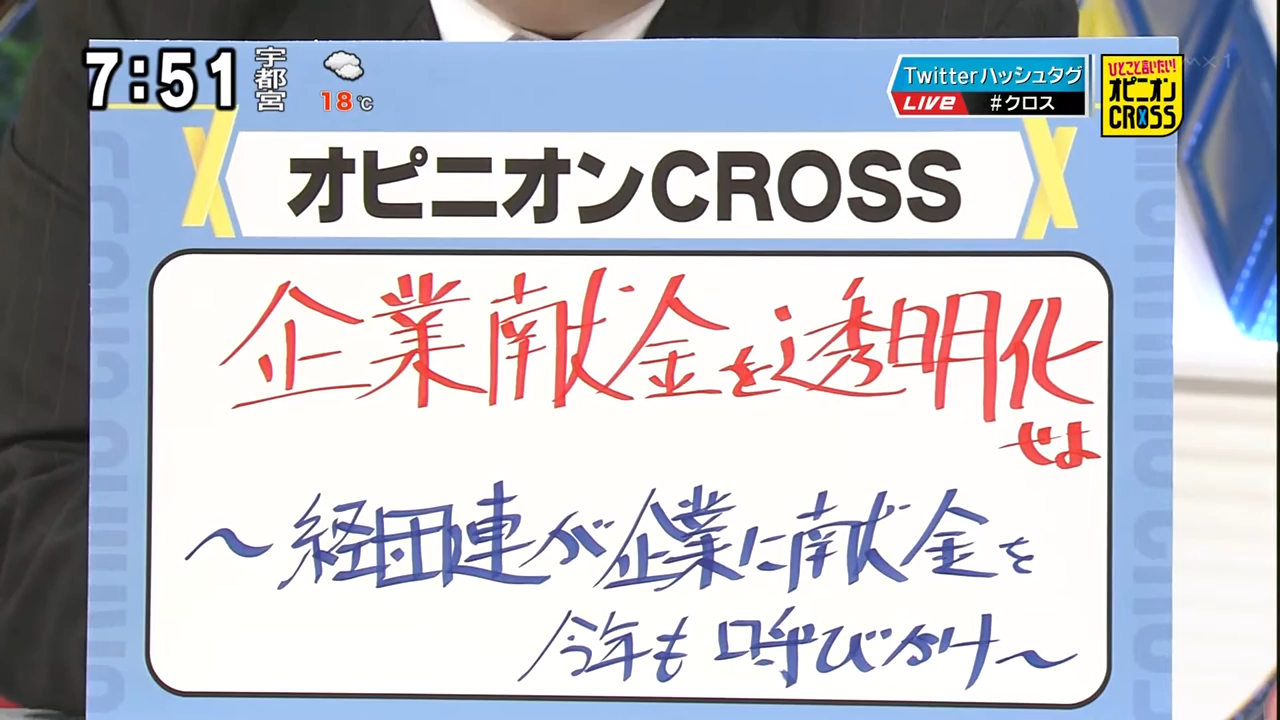 7:51
宇都宮
18℃
Twitterハッシュタグ
LIVE #クロス
ひとこと言いたい!
オピニオン
CROSS
オピニオンCROSS
企業献金を透明化
せよ
～経団連が企業に献金を
今年も呼びかけ～